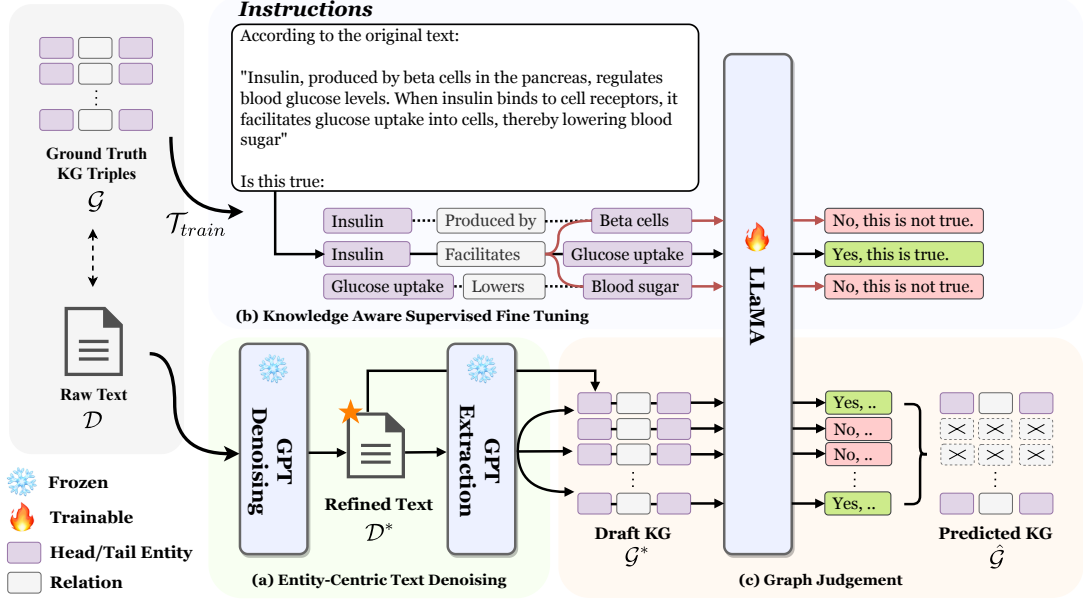 Instructions
According to the original text:
"Insulin, produced by beta cells in the pancreas, regulates
blood glucose levels. When insulin binds to cell receptors, it
facilitates glucose uptake into cells, thereby lowering blood
sugar"
Is this true:
Ground Truth
KG Triples
𝒢
𝒯train
Raw Text
𝒟
Insulin Produced by Beta cells No, this is not true.
Insulin Facilitates Glucose uptake Yes, this is true.
Glucose uptake Lowers Blood sugar No, this is not true.
LLaMA
(b) Knowledge Aware Supervised Fine Tuning
GPT
Denoising
Refined Text
𝒟*
GPT
Extraction
(a) Entity-Centric Text Denoising
Draft KG
𝒢*
Yes, ..
No, ..
No, ..
Yes, ..
Predicted KG
𝒢̂
(c) Graph Judgement
Frozen
Trainable
Head/Tail Entity
Relation